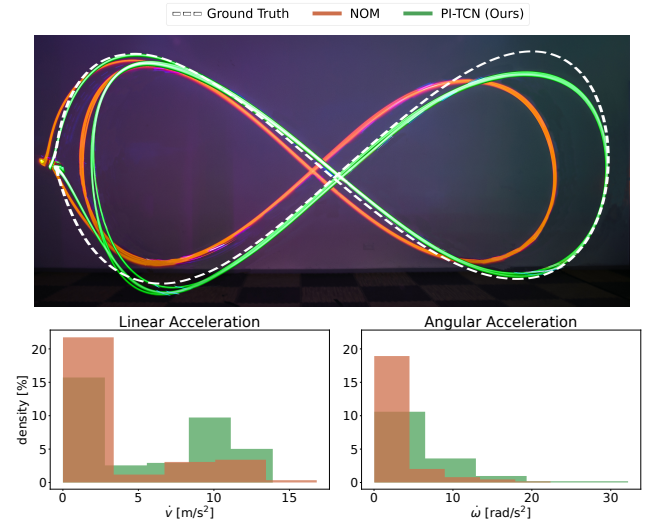 Ground Truth NOM PI-TCN (Ours)
Linear Acceleration Angular Acceleration
density [%]
20
15
10
5
0
0 5 10 15
v̇ [m/s²]
20
15
10
5
0
0 10 20 30
ω̇ [rad/s²]